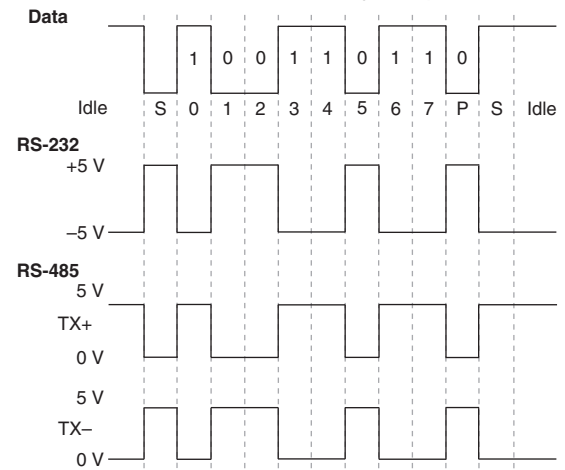 Data
1 0 0 1 1 0 1 1 0
Idle S 0 1 2 3 4 5 6 7 P S Idle
RS-232
+5 V
–5 V
RS-485
5 V
TX+
0 V
5 V
TX–
0 V